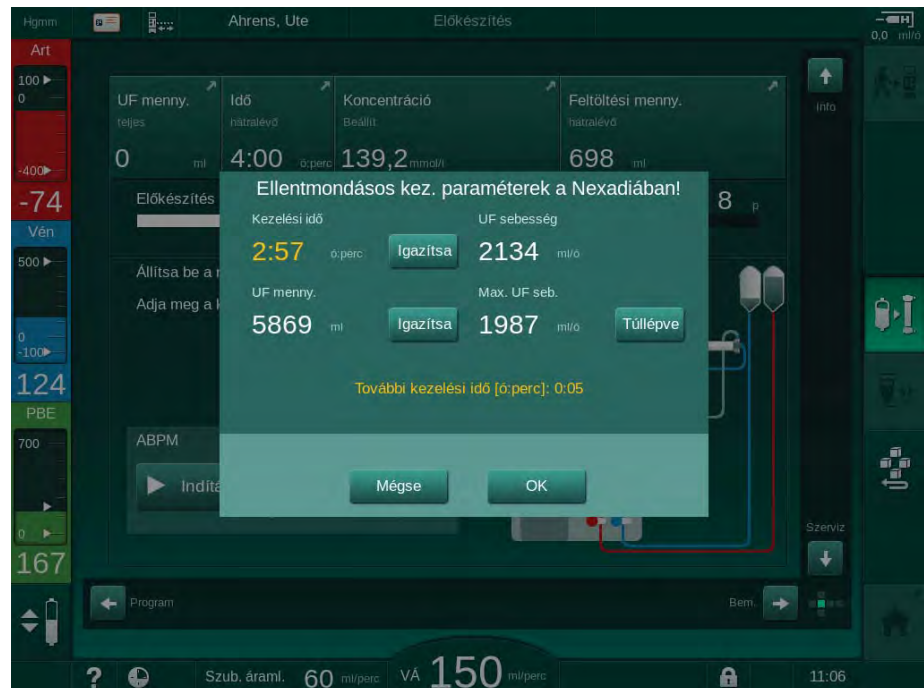 Hgmm
Ahrens, Ute
Előkészítés
0,0 ml/ó
Art
100
0
-400
-74
Vén
500
0
-100
124
PBE
700
0
167
UF menny.
teljes
0 ml
Idő
hátralévő
4:00 ó:perc
Koncentráció
Beállít
139,2 mmol/l
Feltöltési menny.
hátralévő
698 ml
Info
Előkészítés
8 p
Állítsa be a
Adja meg a
Ellentmondásos kez. paraméterek a Nexadiában!
Kezelési idő
2:57 ó:perc
Igazítsa
UF sebesség
2134 ml/ó
UF menny.
5869 ml
Igazítsa
Max. UF seb.
1987 ml/ó
Túllépve
További kezelési idő [ó:perc]: 0:05
Mégse
OK
ABPM
Indítá
Szerviz
Program
Bem.
?
Szub. áraml. 60 ml/perc
VÁ 150 ml/perc
11:06